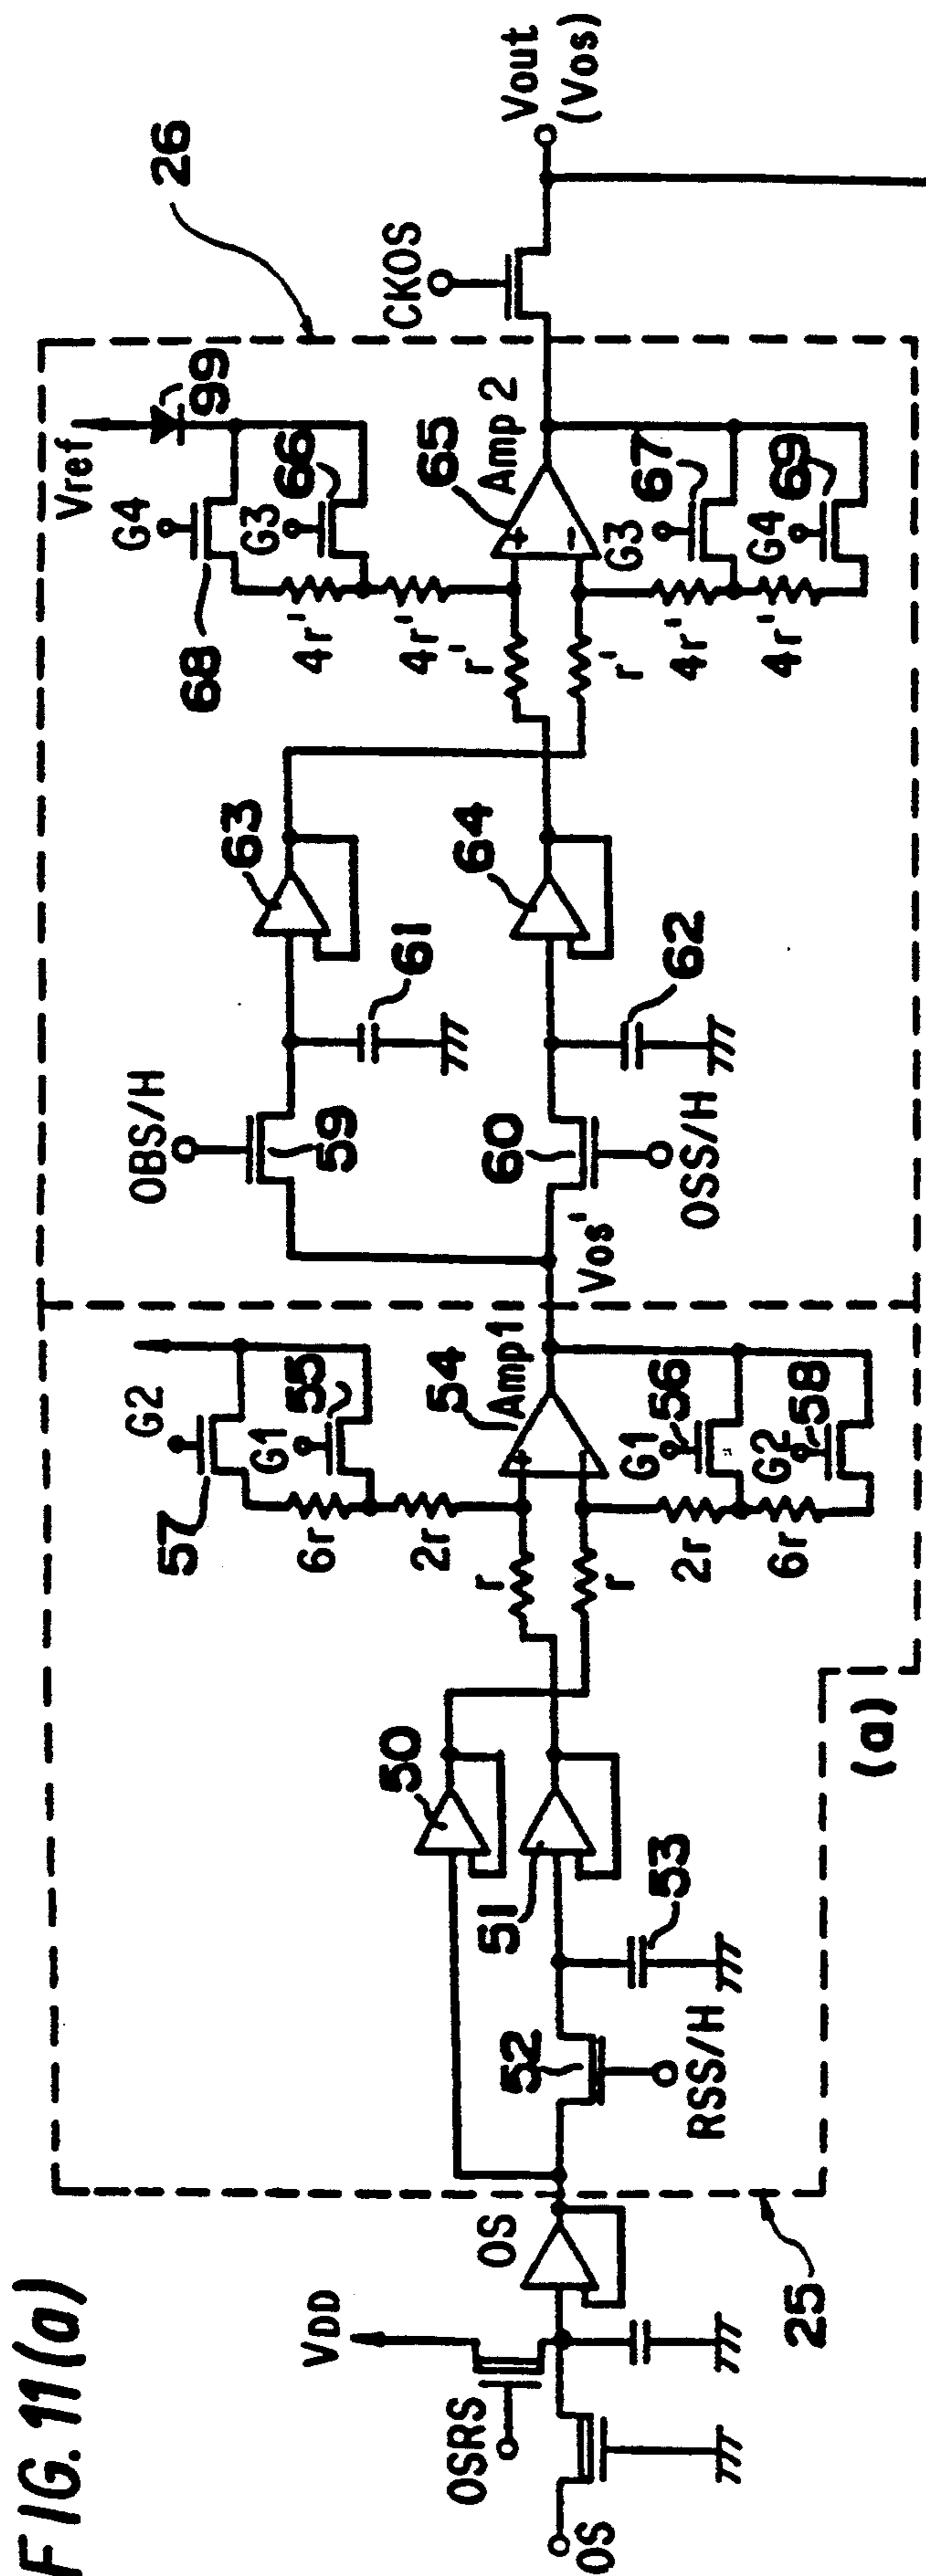 FIG. 11(a)
OS
OSRS
VDD
OS
25
RSS/H
52
53
50
51
(a)
r
r
57
G2
6r
2r
G1
55
54
Amp1
+
−
2r
6r
G1
56
G2
58
Vos'
OBS/H
59
60
OSS/H
61
62
63
64
r'
r'
68
4r'
4r'
G4
G3
66
Vref
99
65
Amp 2
+
−
4r'
4r'
G3
67
G4
69
26
CKOS
Vout
(Vos)